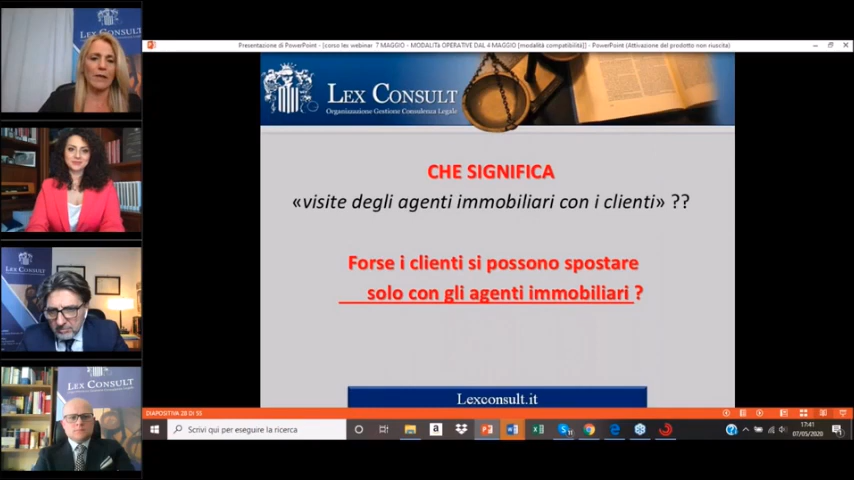 LEX CONSULT
Presentazione di PowerPoint - [corso lex webinar 7 MAGGIO - MODALITà OPERATIVE DAL 4 MAGGIO [modalità compatibilità]] - PowerPoint (Attivazione del prodotto non riuscita)
LEX CONSULT
Organizzazione Gestione Consulenza Legale
CHE SIGNIFICA
«visite degli agenti immobiliari con i clienti» ??
Forse i clienti si possono spostare
solo con gli agenti immobiliari ?
Lexconsult.it
LEX CONSULT
LEX CONSULT
DIAPOSITIVA 28 DI 55
Scrivi qui per eseguire la ricerca
17:41
07/05/2020